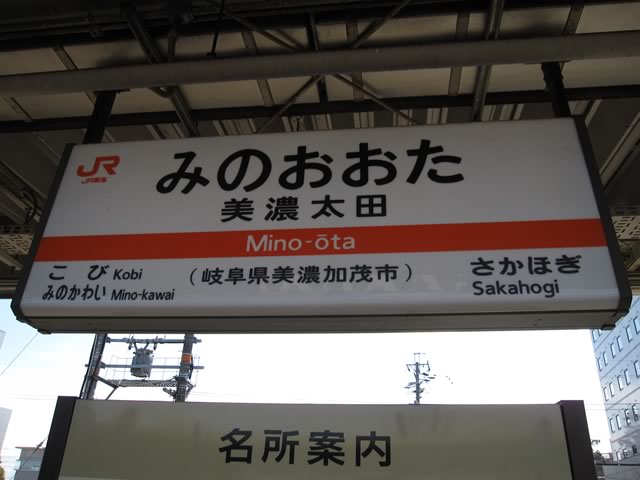 JR
JR東海
みのおおた
美濃太田
Mino-ōta
こび Kobi
みのかわい Mino-kawai
（岐阜県美濃加茂市）
さかほぎ
Sakahogi
名所案内